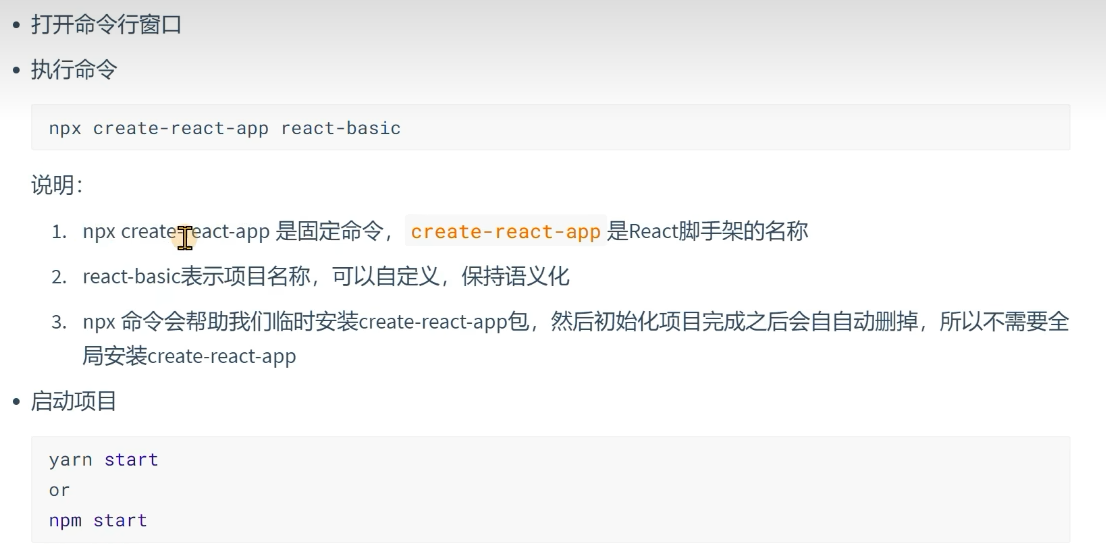 • 打开命令行窗口
• 执行命令
npx create-react-app react-basic
说明：
1. npx create-react-app 是固定命令，create-react-app 是React脚手架的名称
2. react-basic表示项目名称，可以自定义，保持语义化
3. npx 命令会帮助我们临时安装create-react-app包，然后初始化项目完成之后会自自动删掉，所以不需要全
局安装create-react-app
• 启动项目
yarn start
or
npm start